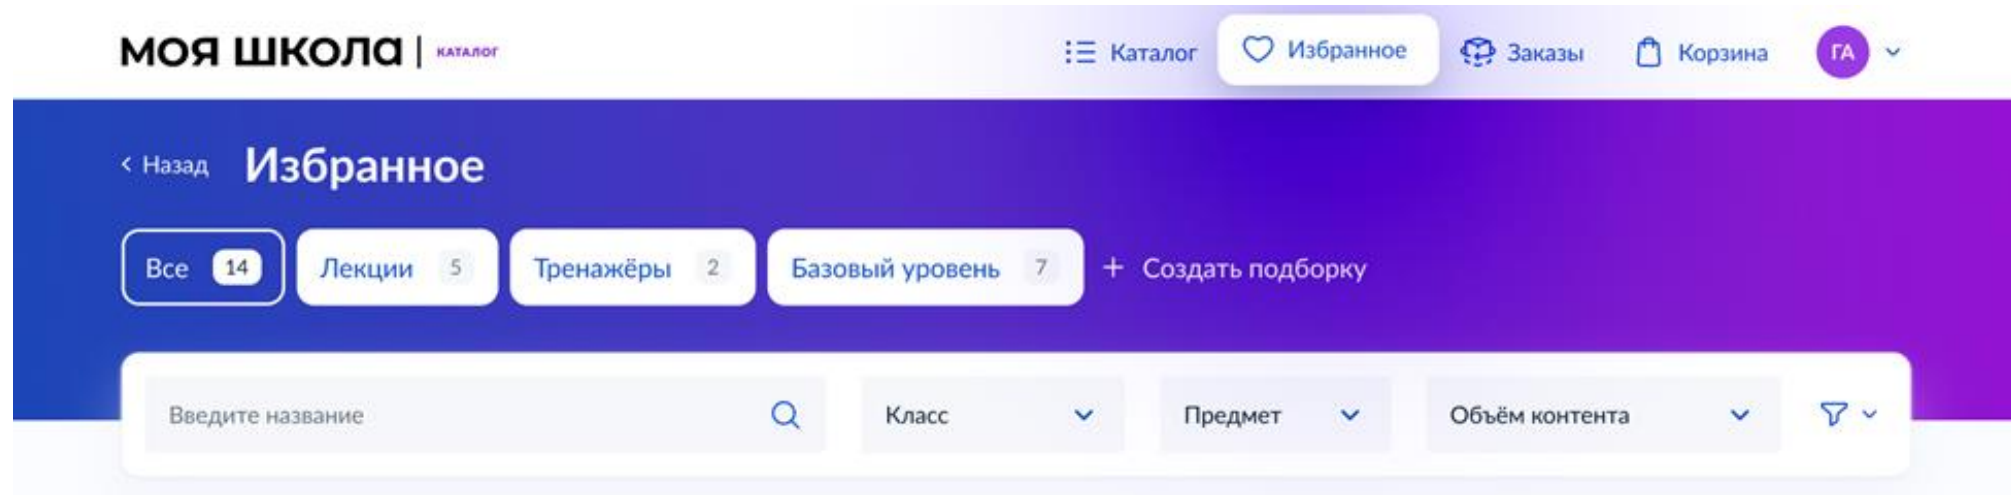 МОЯ ШКОЛА | КАТАЛОГ Каталог Избранное Заказы Корзина ГА
Назад Избранное
Все 14 Лекции 5 Тренажёры 2 Базовый уровень 7 + Создать подборку
Введите название Класс Предмет Объём контента